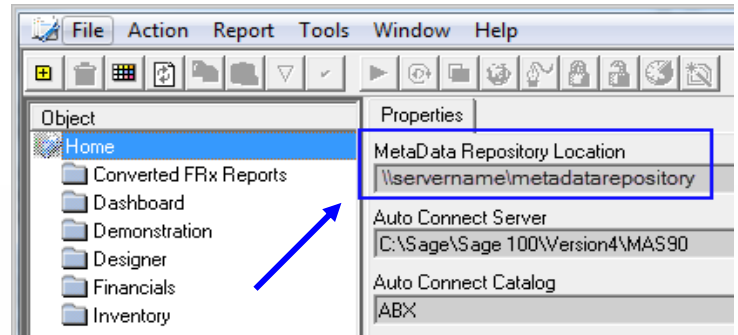 File Action Report Tools Window Help
Object
Home
Converted FRx Reports
Dashboard
Demonstration
Designer
Financials
Inventory
Properties
MetaData Repository Location
\\servername\metadatarepository
Auto Connect Server
C:\Sage\Sage 100\Version4\MAS90
Auto Connect Catalog
ABX